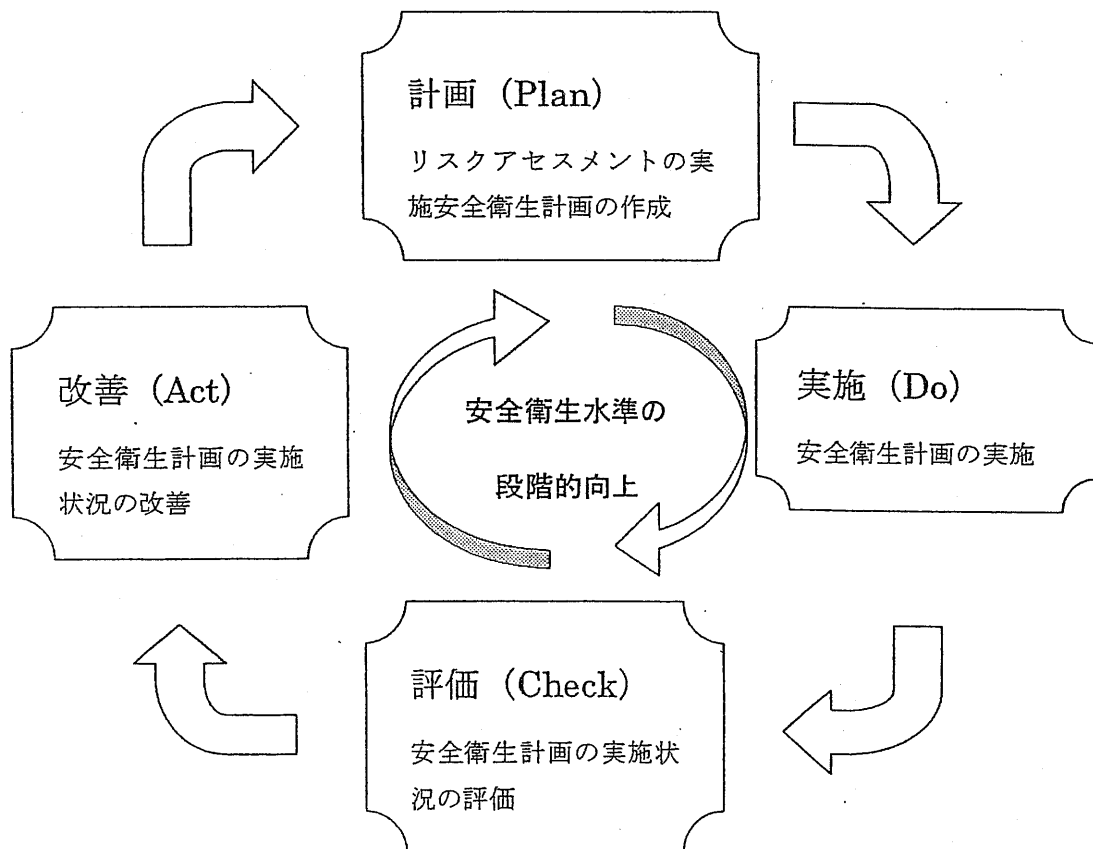 計画（Plan）
リスクアセスメントの実
施安全衛生計画の作成
改善（Act）
安全衛生計画の実施
状況の改善
安全衛生水準の
段階的向上
実施（Do）
安全衛生計画の実施
評価（Check）
安全衛生計画の実施状
況の評価